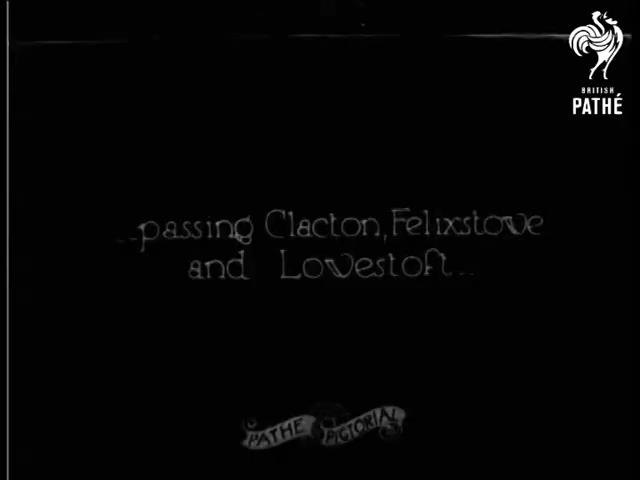 BRITISH
PATHÉ
...passing Clacton, Felixstowe
and Lowestoft...
PATHE PICTORIAL